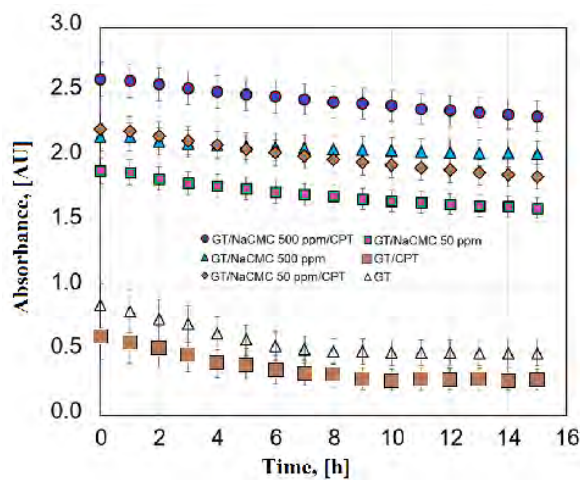 3.0
2.5
2.0
1.5
1.0
0.5
0.0
Absorbance, [AU]
GT/NaCMC 500 ppm/CPT GT/NaCMC 50 ppm
GT/NaCMC 500 ppm GT/CPT
GT/NaCMC 50 ppm/CPT GT
0 2 4 6 8 10 12 14 16
Time, [h]